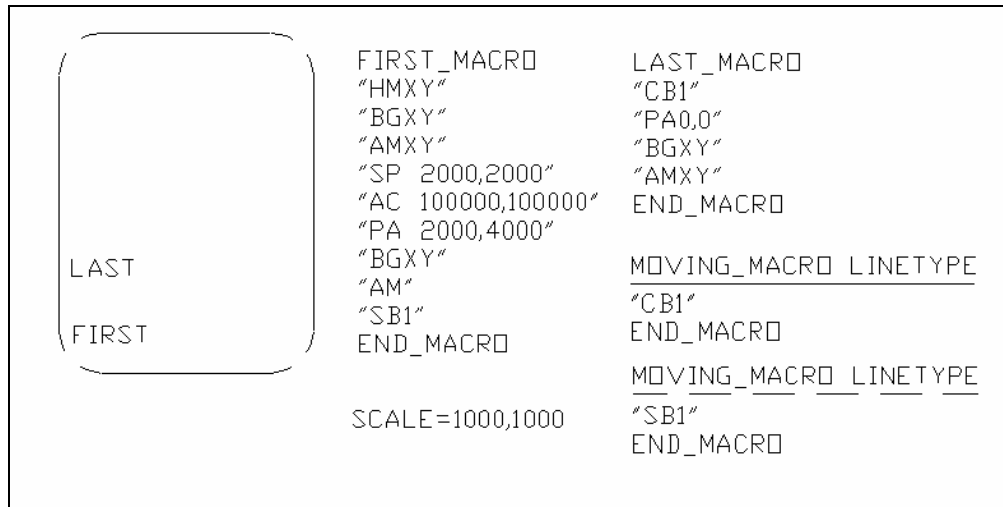 LAST
FIRST
FIRST_MACRO
"HMXY"
"BGXY"
"AMXY"
"SP 2000,2000"
"AC 100000,100000"
"PA 2000,4000"
"BGXY"
"AM"
"SB1"
END_MACRO
SCALE=1000,1000
LAST_MACRO
"CB1"
"PA0,0"
"BGXY"
"AMXY"
END_MACRO
MOVING_MACRO LINETYPE
"CB1"
END_MACRO
MOVING_MACRO LINETYPE
"SB1"
END_MACRO